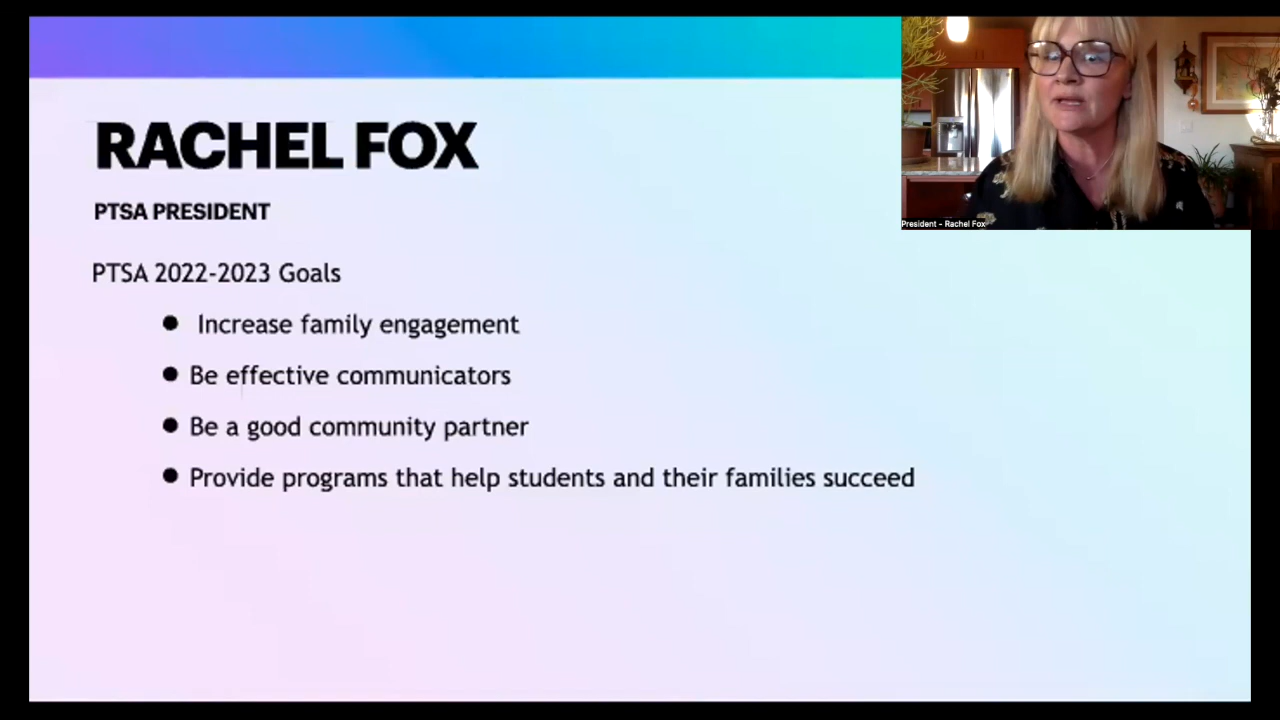 RACHEL FOX
PTSA PRESIDENT
PTSA 2022-2023 Goals
● Increase family engagement
● Be effective communicators
● Be a good community partner
● Provide programs that help students and their families succeed
President - Rachel Fox